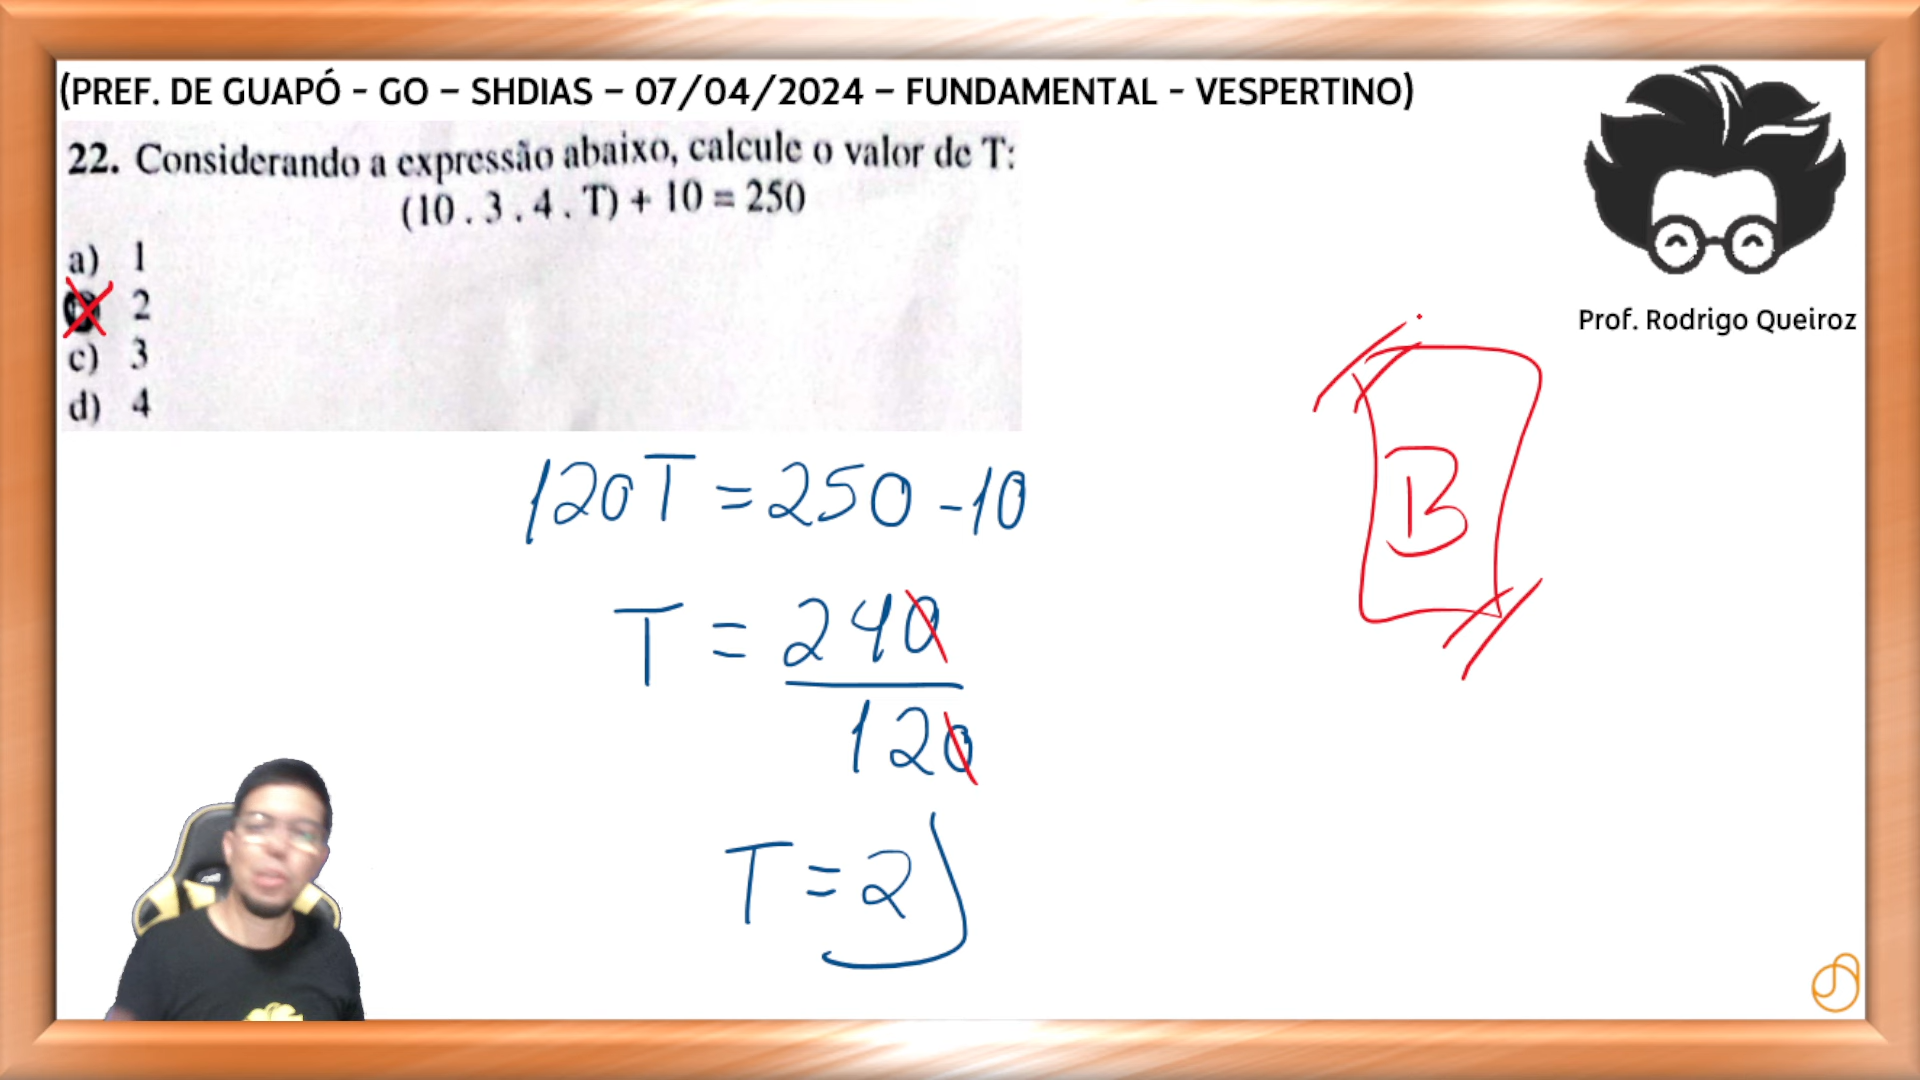 (PREF. DE GUAPÓ - GO – SHDIAS – 07/04/2024 – FUNDAMENTAL - VESPERTINO)
22. Considerando a expressão abaixo, calcule o valor de T:
(10 . 3 . 4 . T) + 10 = 250
a) 1
2
c) 3
d) 4
Prof. Rodrigo Queiroz
120T = 250 - 10
T = 240
120
T = 2
B